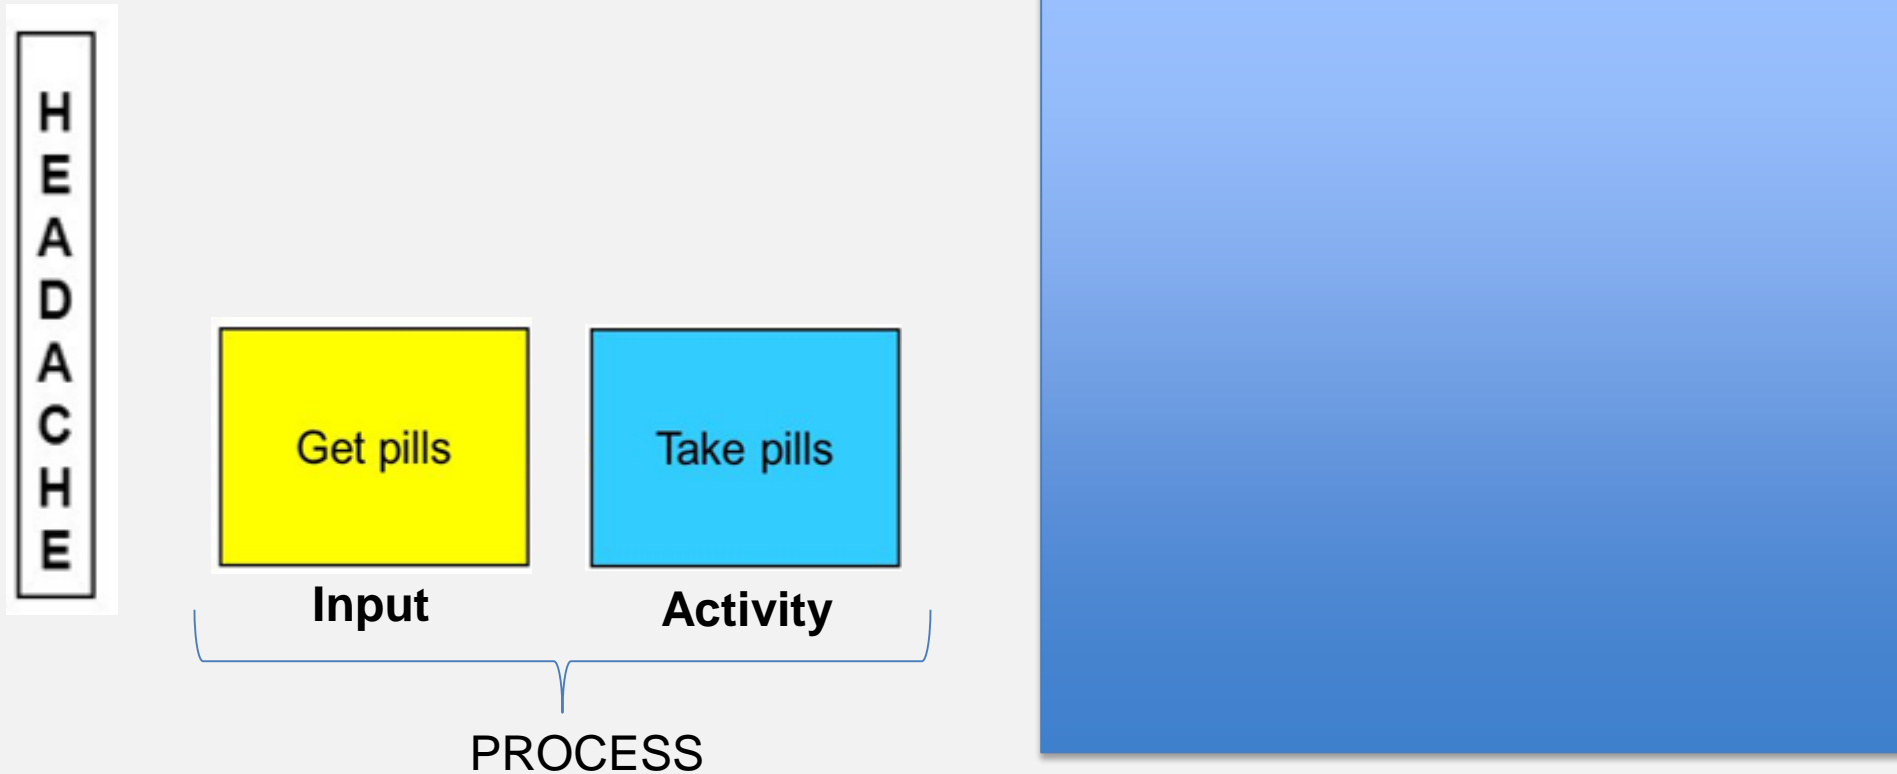 HEADACHE
Get pills
Take pills
Input
Activity
PROCESS